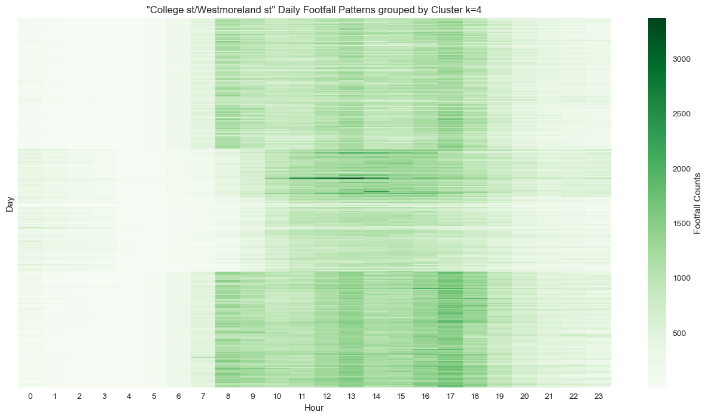 "College st/Westmoreland st" Daily Footfall Patterns grouped by Cluster k=4
Day
0 1 2 3 4 5 6 7 8 9 10 11 12 13 14 15 16 17 18 19 20 21 22 23
Hour
3000
2500
2000
1500
1000
500
Footfall Counts